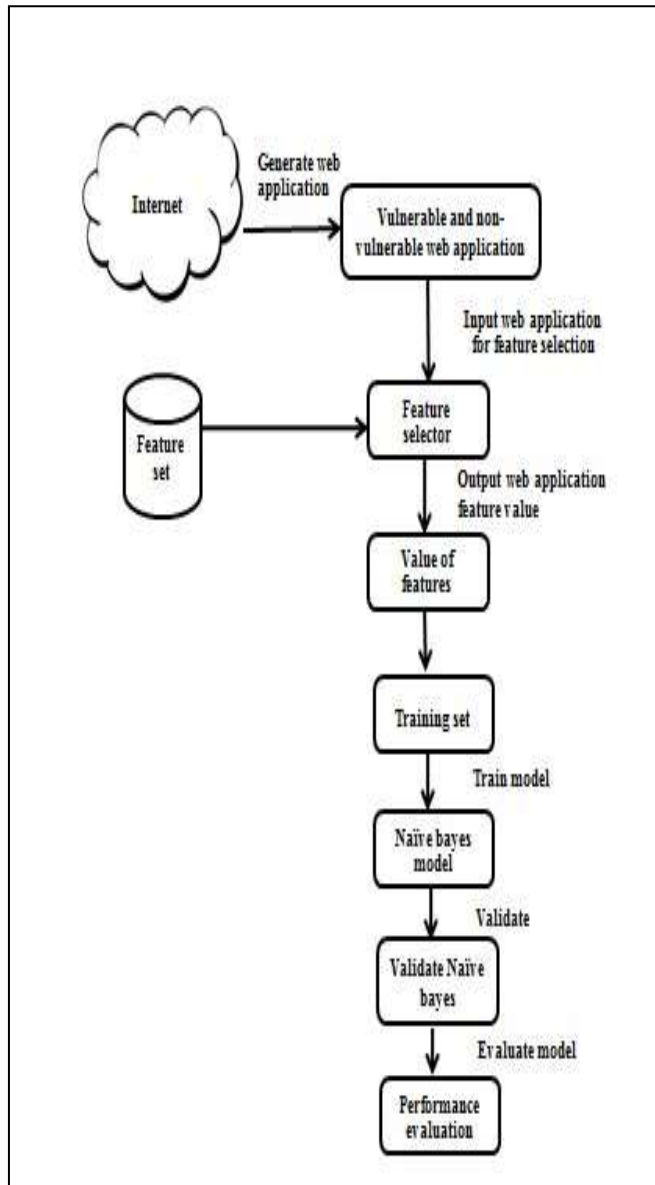 Internet
Generate web
application
Vulnerable and non-
vulnerable web application
Input web application
for feature selection
Feature
set
Feature
selector
Output web application
feature value
Value of
features
Training set
Train model
Naïve bayes
model
Validate
Validate Naïve
bayes
Evaluate model
Performance
evaluation